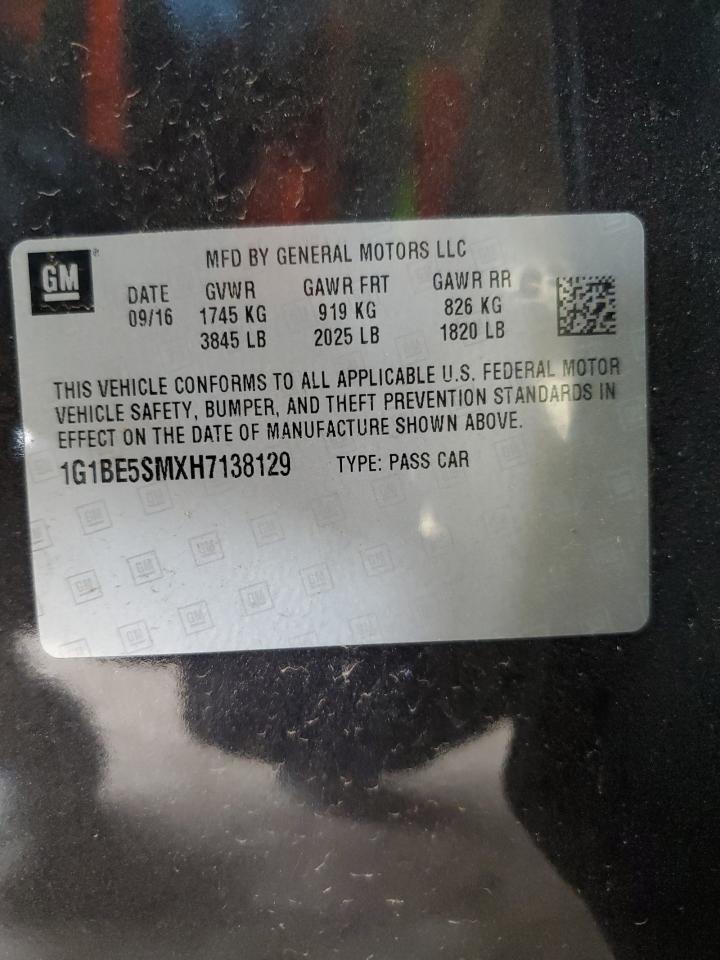 GM
MFD BY GENERAL MOTORS LLC
DATE GVWR GAWR FRT GAWR RR
09/16 1745 KG 919 KG 826 KG
3845 LB 2025 LB 1820 LB
THIS VEHICLE CONFORMS TO ALL APPLICABLE U.S. FEDERAL MOTOR
VEHICLE SAFETY, BUMPER, AND THEFT PREVENTION STANDARDS IN
EFFECT ON THE DATE OF MANUFACTURE SHOWN ABOVE.
1G1BE5SMXH7138129 TYPE: PASS CAR